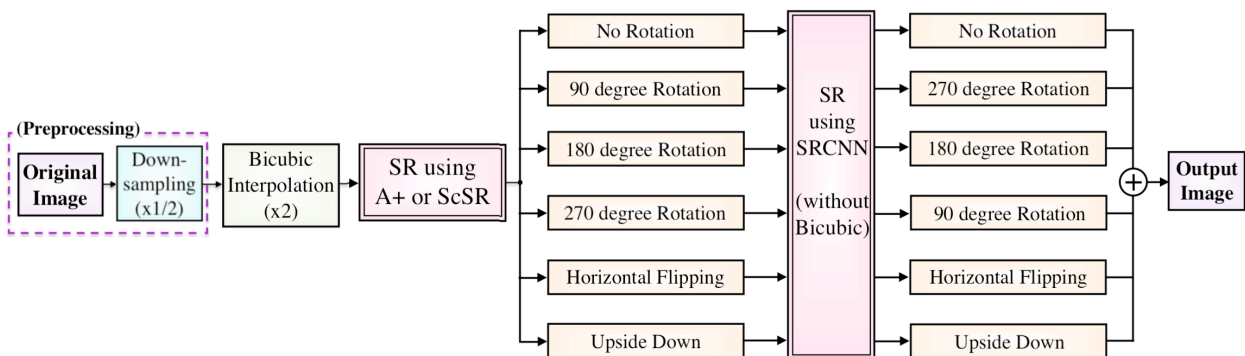 (Preprocessing)
Original
Image
Down-
sampling
(x1/2)
Bicubic
Interpolation
(x2)
SR using
A+ or ScSR
No Rotation
90 degree Rotation
180 degree Rotation
270 degree Rotation
Horizontal Flipping
Upside Down
SR
using
SRCNN
(without
Bicubic)
No Rotation
270 degree Rotation
180 degree Rotation
90 degree Rotation
Horizontal Flipping
Upside Down
+
Output
Image